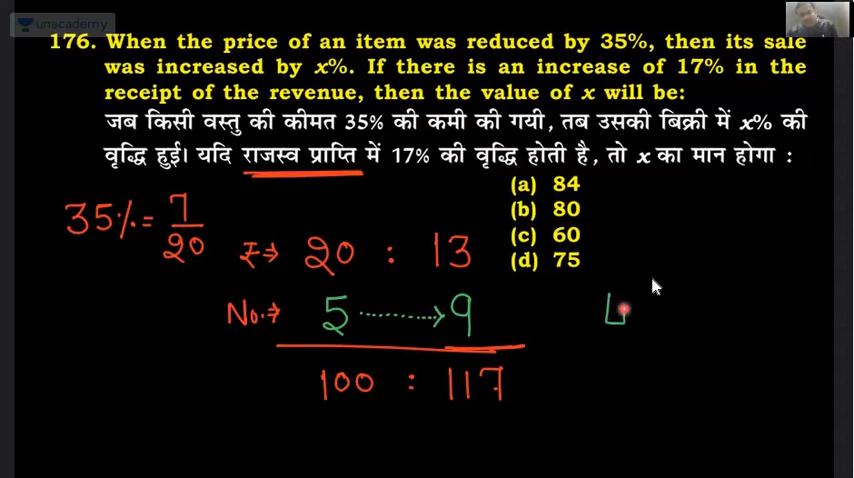 unacademy
176. When the price of an item was reduced by 35%, then its sale
was increased by x%. If there is an increase of 17% in the
receipt of the revenue, then the value of x will be:
जब किसी वस्तु की कीमत 35% की कमी की गयी, तब उसकी बिक्री में x% की
वृद्धि हुई। यदि राजस्व प्राप्ति में 17% की वृद्धि होती है, तो x का मान होगा :
(a) 84
(b) 80
(c) 60
(d) 75
35% = 7/20
₹⇒ 20 : 13
No.⇒ 5 ........→ 9
100 : 117